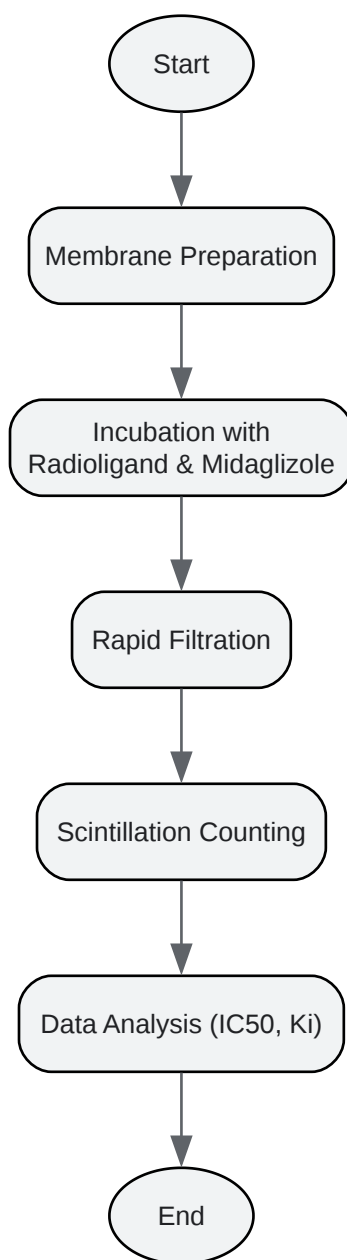 Start
Membrane Preparation
Incubation with
Radioligand & Midaglizole
Rapid Filtration
Scintillation Counting
Data Analysis (IC50, Ki)
End